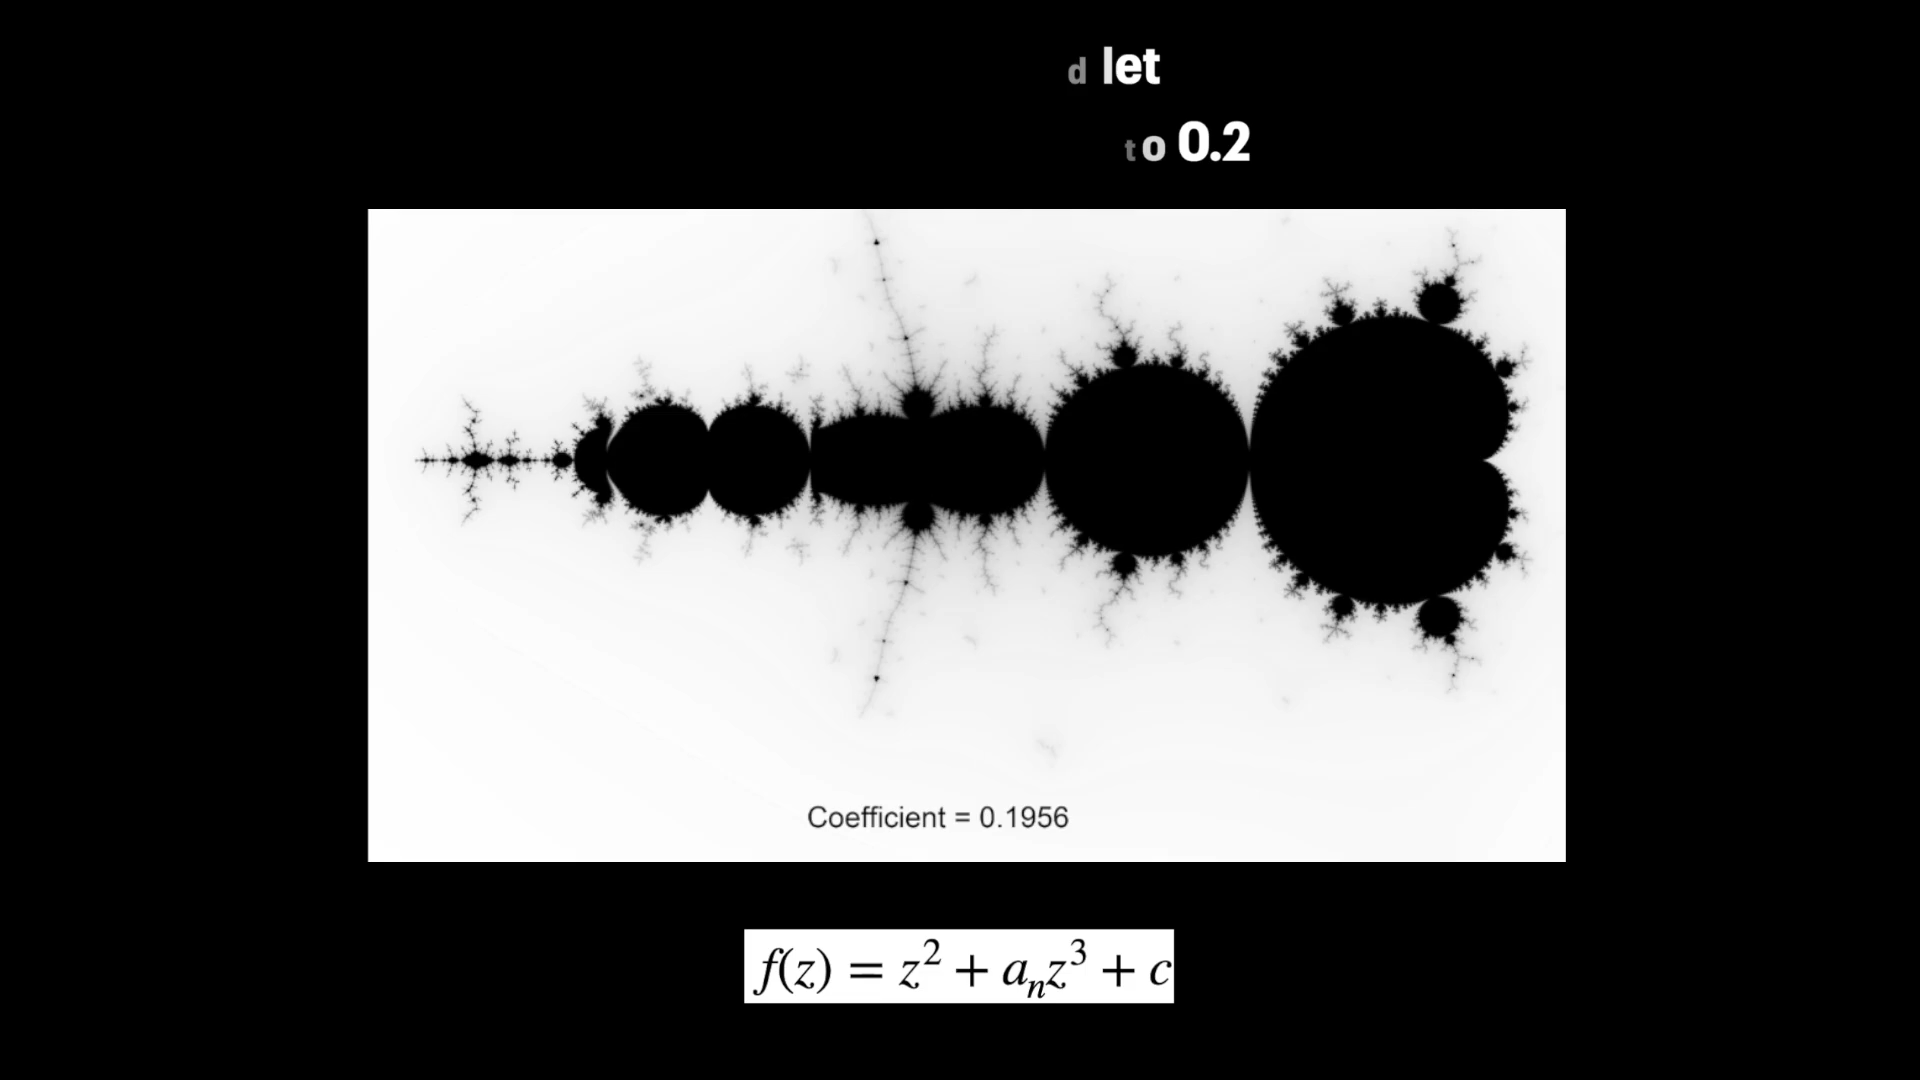 d let
to 0.2
Coefficient = 0.1956
f(z) = z² + aₙz³ + c